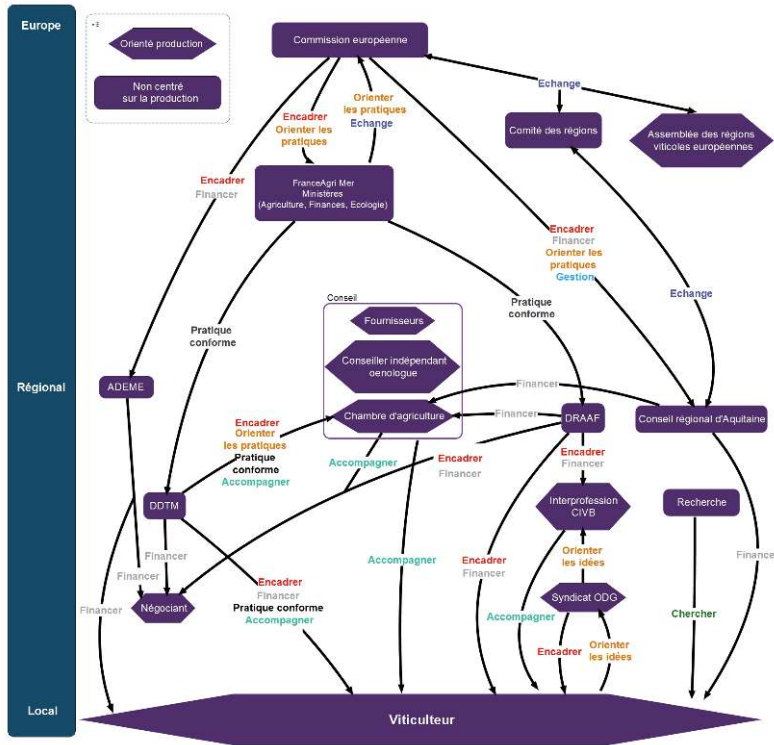 Europe
Orienté production
Non centré
sur la production
Commission européenne
Echange
Comité des régions
Assemblée des régions
viticoles européennes
Orienter
les pratiques
Echange
Encadrer
Orienter les
pratiques
Encadrer
Financer
FranceAgri Mer
Ministères
(Agriculture, Finances, Ecologie)
Encadrer
Financer
Orienter les
pratiques
Gestion
Echange
Pratique
conforme
Pratique
conforme
Conseil
Fournisseurs
Conseiller indépendant
oenologue
Régional
ADEME
Chambre d'agriculture
Financer
Financer
DRAAF
Conseil régional d'Aquitaine
Encadrer
Orienter
les pratiques
Pratique
conforme
Accompagner
Accompagner
Encadrer
Financer
Encadrer
Financer
DDTM
Interprofession
CIVB
Recherche
Financer
Financer
Accompagner
Encadrer
Financer
Orienter
les idées
Finance
Financer
Négociant
Encadrer
Financer
Pratique conforme
Accompagner
Accompagner
Syndicat ODG
Chercher
Encadrer
Orienter
les idées
Local
Viticulteur